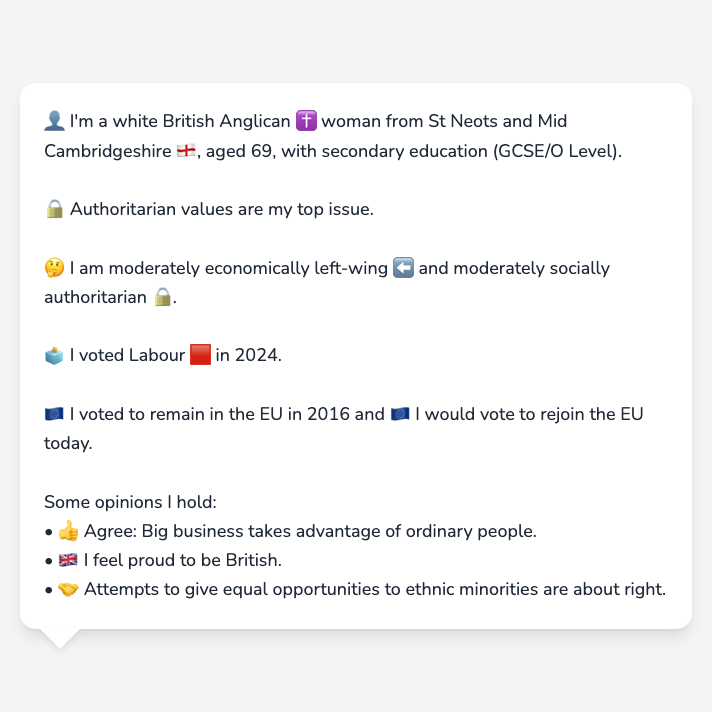 👤 I'm a white British Anglican ✝️ woman from St Neots and Mid
Cambridgeshire 🏴󠁧󠁢󠁥󠁮󠁧󠁿, aged 69, with secondary education (GCSE/O Level).
🔒 Authoritarian values are my top issue.
🤔 I am moderately economically left-wing ⬅️ and moderately socially
authoritarian 🔒.
🗳️ I voted Labour 🟥 in 2024.
🇪🇺 I voted to remain in the EU in 2016 and 🇪🇺 I would vote to rejoin the EU
today.
Some opinions I hold:
• 👍 Agree: Big business takes advantage of ordinary people.
• 🇬🇧 I feel proud to be British.
• 🤝 Attempts to give equal opportunities to ethnic minorities are about right.